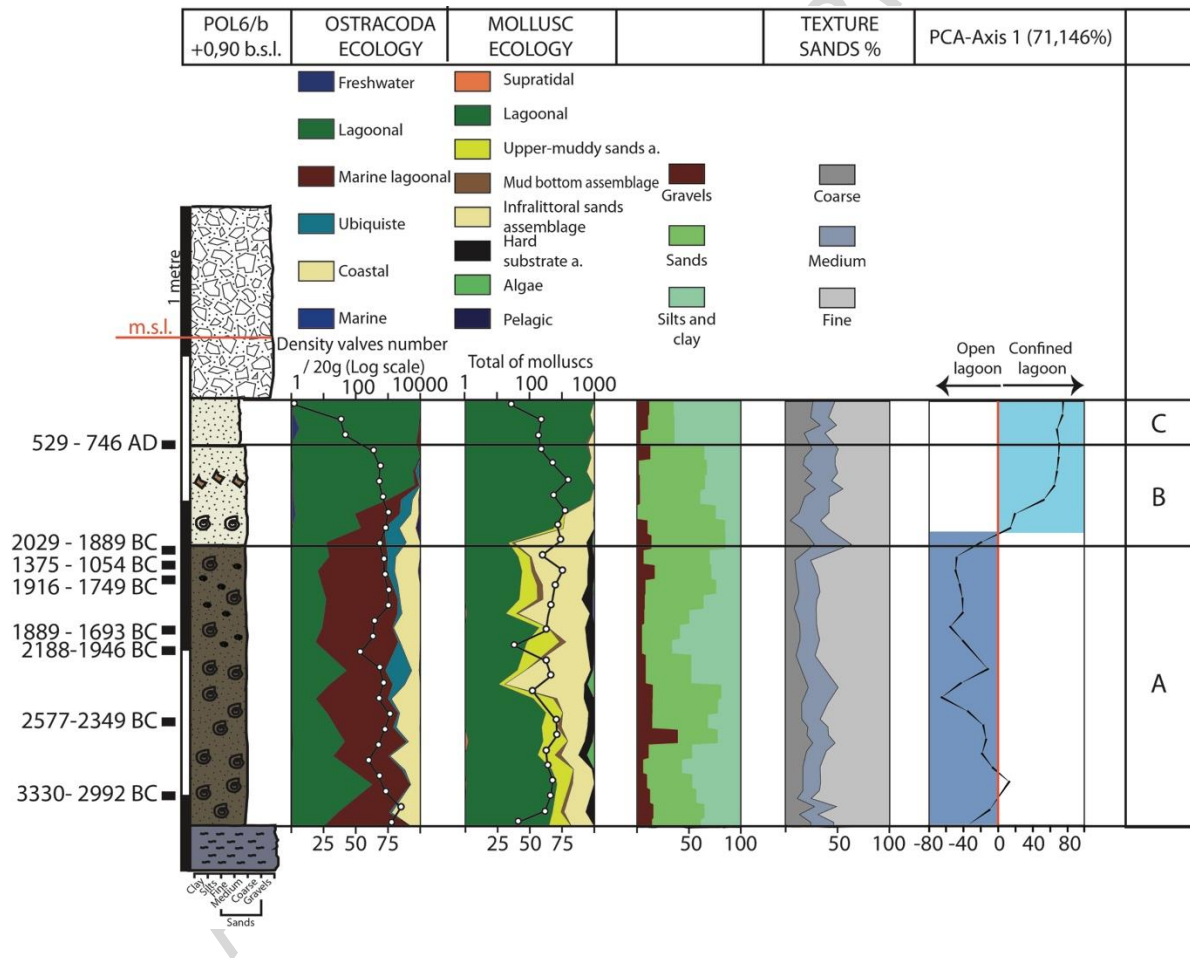 POL6/b
+0,90 b.s.l.
OSTRACODA
ECOLOGY
MOLLUSC
ECOLOGY
TEXTURE
SANDS %
PCA-Axis 1 (71,146%)
Freshwater
Lagoonal
Marine lagoonal
Ubiquiste
Coastal
Marine
Supratidal
Lagoonal
Upper-muddy sands a.
Mud bottom assemblage
Infralittoral sands
assemblage
Hard
substrate a.
Algae
Pelagic
Gravels
Sands
Silts and
clay
Coarse
Medium
Fine
1 metre
m.s.l.
Density valves number
/ 20g (Log scale)
1 100 10000
Total of molluscs
1 100 1000
Open
lagoon
Confined
lagoon
529 - 746 AD
2029 - 1889 BC
1375 - 1054 BC
1916 - 1749 BC
1889 - 1693 BC
2188-1946 BC
2577-2349 BC
3330- 2992 BC
C
B
A
25 50 75
25 50 75
50 100
50 100
-80 -40 0 40 80
Clay
Silts
Fine
Medium
Coarse
Gravels
Sands